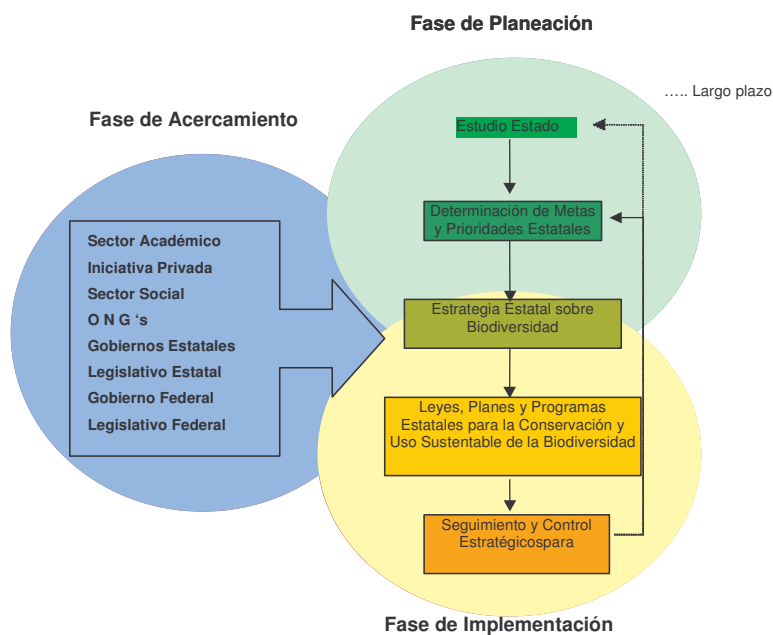 Fase de Planeación
….. Largo plazo
Fase de Acercamiento
Estudio Estado
Determinación de Metas
y Prioridades Estatales
Sector Académico
Iniciativa Privada
Sector Social
O N G ‘s
Gobiernos Estatales
Legislativo Estatal
Gobierno Federal
Legislativo Federal
Estrategia Estatal sobre
Biodiversidad
Leyes, Planes y Programas
Estatales para la Conservación y
Uso Sustentable de la Biodiversidad
Seguimiento y Control
Estratégicospara
Fase de Implementación